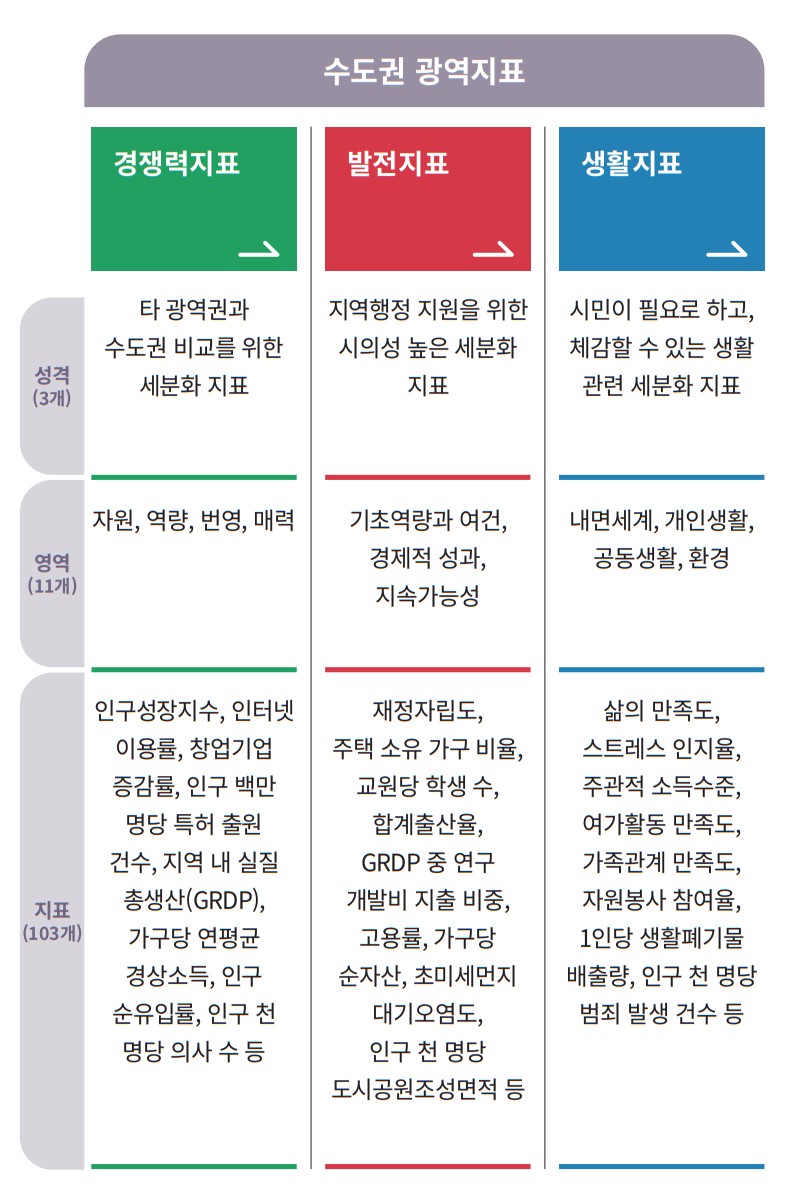 수도권 광역지표
경쟁력지표
발전지표
생활지표
성격
(3개)
타 광역권과
수도권 비교를 위한
세분화 지표
지역행정 지원을 위한
시의성 높은 세분화
지표
시민이 필요로 하고,
체감할 수 있는 생활
관련 세분화 지표
영역
(11개)
자원, 역량, 번영, 매력
기초역량과 여건,
경제적 성과,
지속가능성
내면세계, 개인생활,
공동생활, 환경
지표
(103개)
인구성장지수, 인터넷
이용률, 창업기업
증감률, 인구 백만
명당 특허 출원
건수, 지역 내 실질
총생산(GRDP),
가구당 연평균
경상소득, 인구
순유입률, 인구 천
명당 의사 수 등
재정자립도,
주택 소유 가구 비율,
교원당 학생 수,
합계출산율,
GRDP 중 연구
개발비 지출 비중,
고용률, 가구당
순자산, 초미세먼지
대기오염도,
인구 천 명당
도시공원조성면적 등
삶의 만족도,
스트레스 인지율,
주관적 소득수준,
여가활동 만족도,
가족관계 만족도,
자원봉사 참여율,
1인당 생활폐기물
배출량, 인구 천 명당
범죄 발생 건수 등